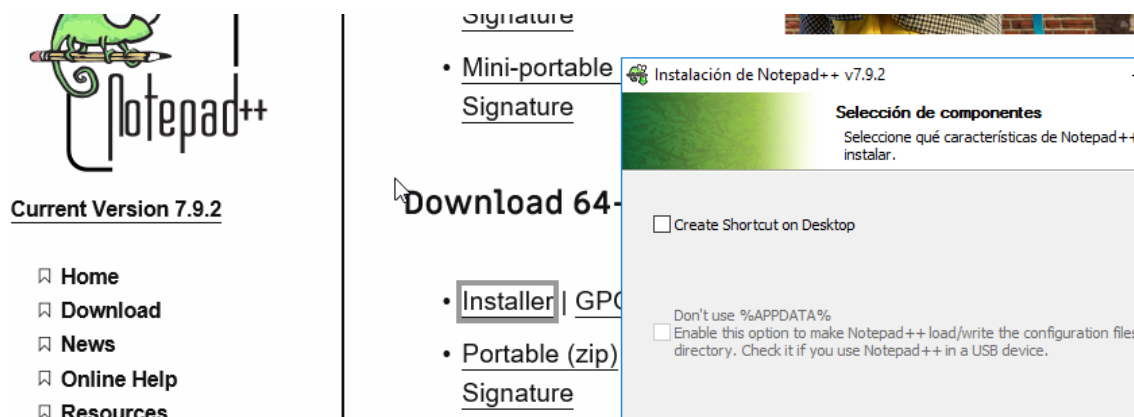 Notepad++
Current Version 7.9.2
Home
Download
News
Online Help
Resources
Signature
• Mini-portable
Signature
Download 64-
• Installer | GP
• Portable (zip)
Signature
Instalación de Notepad++ v7.9.2
Selección de componentes
Seleccione qué características de Notepad++
instalar.
Create Shortcut on Desktop
Don't use %APPDATA%
Enable this option to make Notepad++ load/write the configuration files
directory. Check it if you use Notepad++ in a USB device.